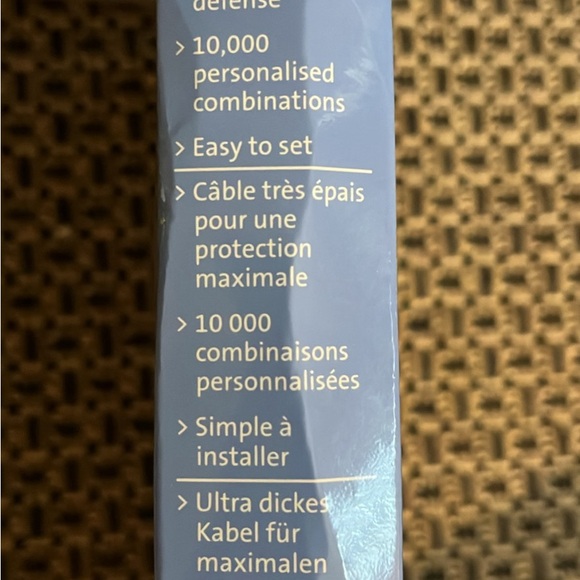 defense
> 10,000
personalised
combinations
> Easy to set
> Câble très épais
pour une
protection
maximale
> 10 000
combinaisons
personnalisées
> Simple à
installer
> Ultra dickes
Kabel für
maximalen